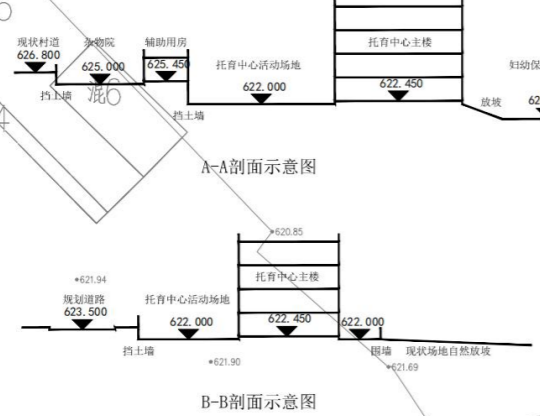 现状村道 杂物院 辅助用房 托育中心活动场地 托育中心主楼 妇幼保
626.800 625.000 625.450 622.000 622.450 62
挡土墙 混6 挡土墙 放坡
4
A-A剖面示意图
+620.85
+621.94 托育中心主楼
规划道路 托育中心活动场地
623.500 622.000 622.450 622.000
挡土墙 围墙 现状场地自然放坡
+621.90 +621.69
B-B剖面示意图